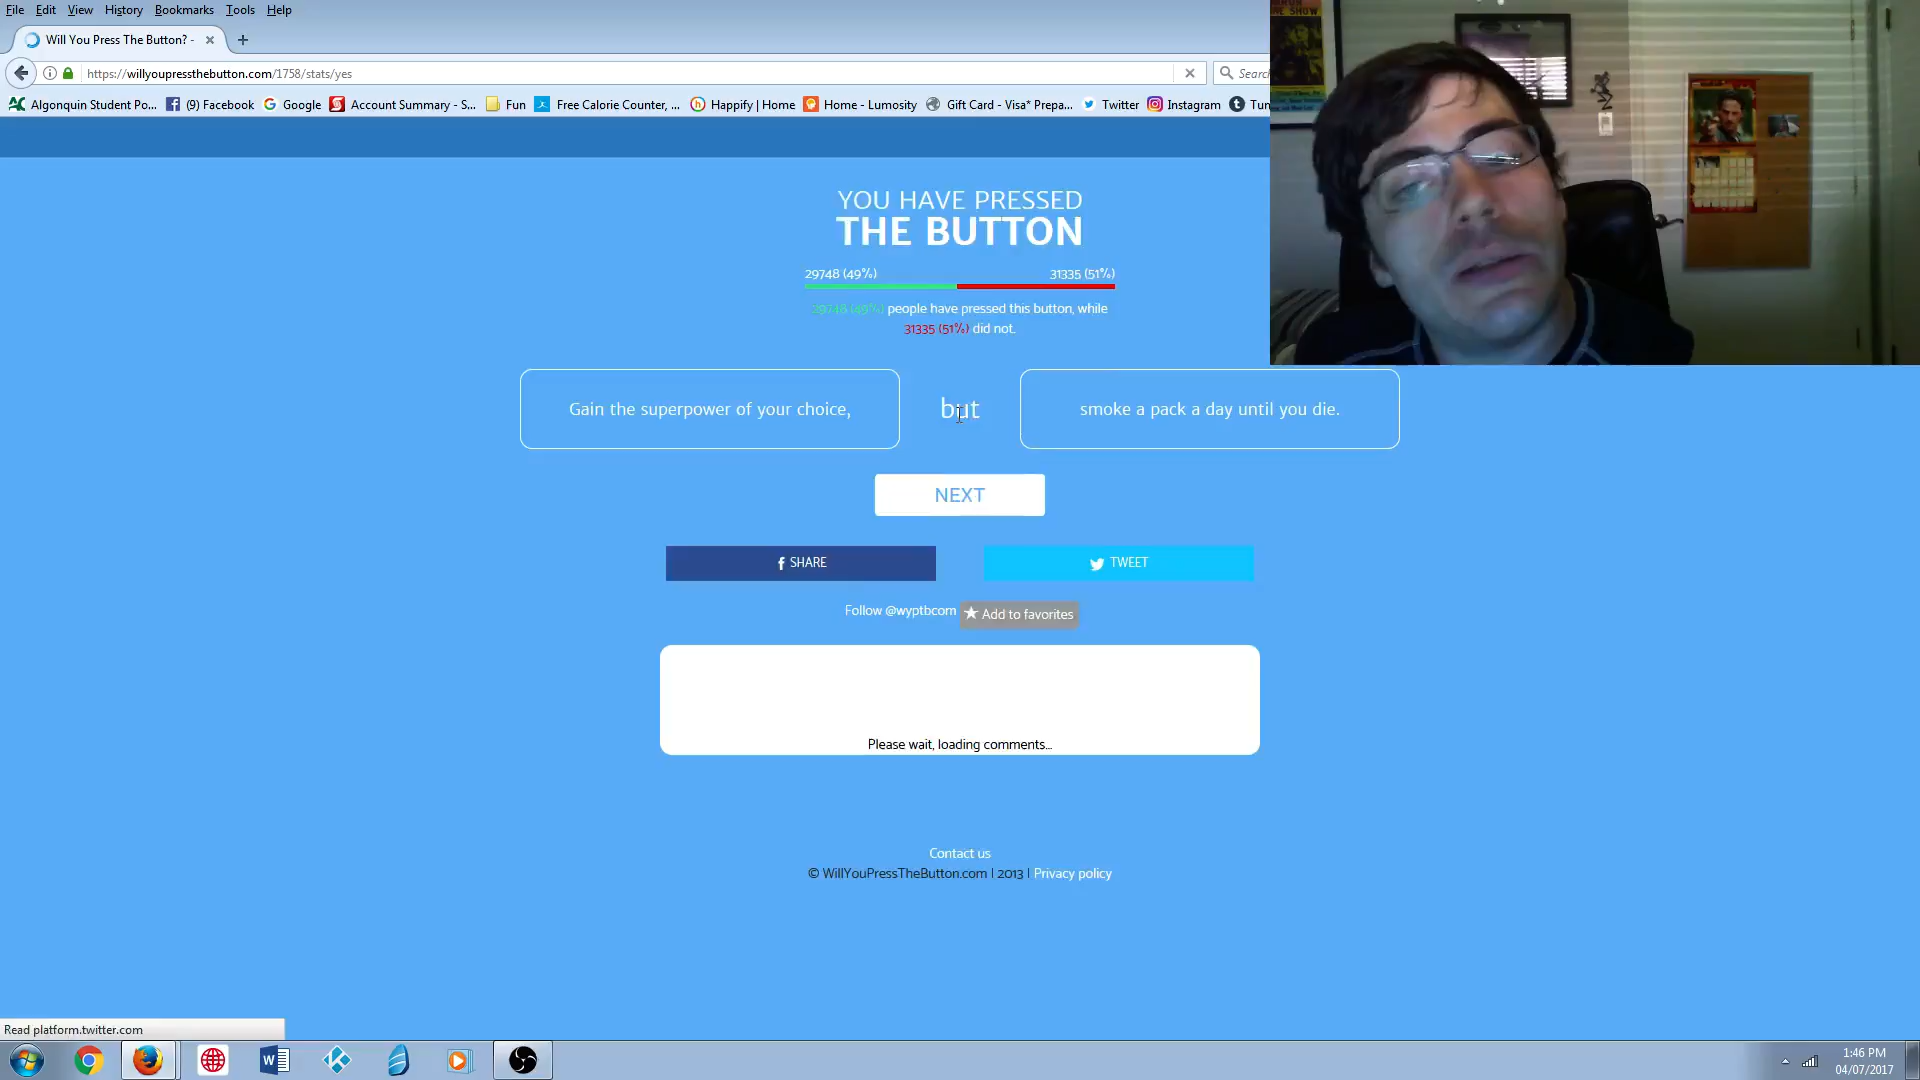 File Edit View History Bookmarks Tools Help
Will You Press The Button? -
https://willyoupressthebutton.com/1758/stats/yes
Search
Algonquin Student Po... (9) Facebook Google Account Summary - S... Fun Free Calorie Counter, ... Happify | Home Home - Lumosity Gift Card - Visa* Prepa... Twitter Instagram Tun
YOU HAVE PRESSED
THE BUTTON
29748 (49%) 31335 (51%)
29748 (49%) people have pressed this button, while
31335 (51%) did not.
Gain the superpower of your choice, but smoke a pack a day until you die.
NEXT
SHARE TWEET
Follow @wyptbcom Add to favorites
Please wait, loading comments...
Contact us
© WillYouPressTheButton.com | 2013 | Privacy policy
Read platform.twitter.com
1:46 PM
04/07/2017